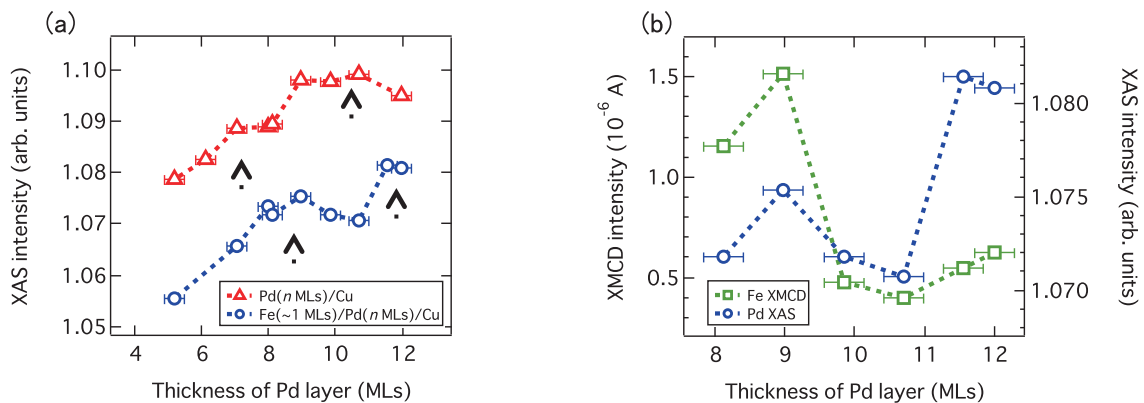 (a)
XAS intensity (arb. units)
1.10
1.09
1.08
1.07
1.06
1.05
Pd(n MLs)/Cu
Fe(~1 MLs)/Pd(n MLs)/Cu
4 6 8 10 12
Thickness of Pd layer (MLs)
(b)
XMCD intensity (10⁻⁶ A)
1.5
1.0
0.5
Fe XMCD
Pd XAS
8 9 10 11 12
Thickness of Pd layer (MLs)
1.080
1.075
1.070
XAS intensity
(arb. units)